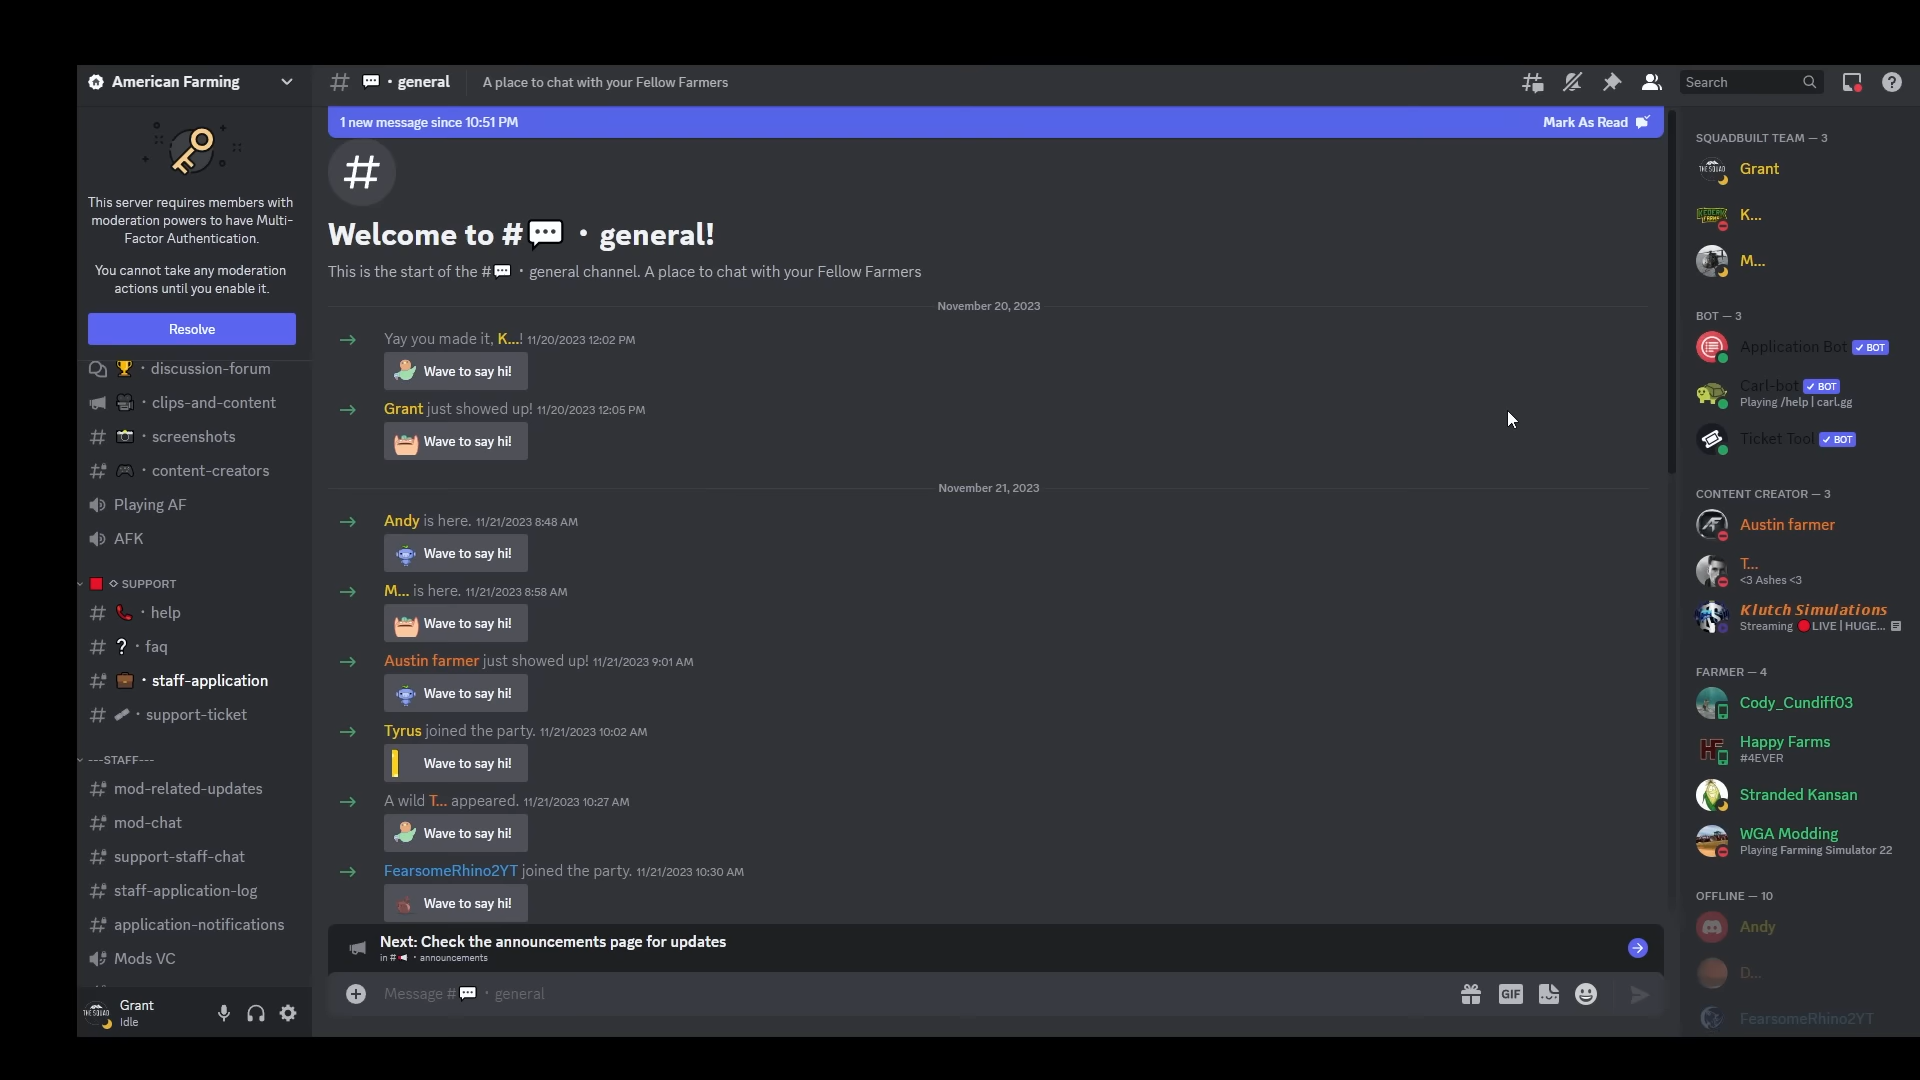 American Farming
💬・general
A place to chat with your Fellow Farmers
Search
1 new message since 10:51 PM
Mark As Read
This server requires members with
moderation powers to have Multi-
Factor Authentication.
You cannot take any moderation
actions until you enable it.
Resolve
🏆・discussion-forum
🎥・clips-and-content
📷・screenshots
🎮・content-creators
Playing AF
AFK
🟥 ◇ SUPPORT
📞・help
❔・faq
💼・staff-application
🎟・support-ticket
---STAFF---
mod-related-updates
mod-chat
support-staff-chat
staff-application-log
application-notifications
Mods VC
Grant
Idle
Welcome to #💬・general!
This is the start of the #💬・general channel. A place to chat with your Fellow Farmers
November 20, 2023
Yay you made it, K...! 11/20/2023 12:02 PM
Wave to say hi!
Grant just showed up! 11/20/2023 12:05 PM
Wave to say hi!
November 21, 2023
Andy is here. 11/21/2023 8:48 AM
Wave to say hi!
M... is here. 11/21/2023 8:58 AM
Wave to say hi!
Austin farmer just showed up! 11/21/2023 9:01 AM
Wave to say hi!
Tyrus joined the party. 11/21/2023 10:02 AM
Wave to say hi!
A wild T... appeared. 11/21/2023 10:27 AM
Wave to say hi!
FearsomeRhino2YT joined the party. 11/21/2023 10:30 AM
Wave to say hi!
Next: Check the announcements page for updates
in #📢・announcements
Message #💬・general
GIF
SQUADBUILT TEAM — 3
THE SQUAD
Grant
K...
M...
BOT — 3
Application Bot ✓ BOT
Carl-bot ✓ BOT
Playing /help | carl.gg
Ticket Tool ✓ BOT
CONTENT CREATOR — 3
Austin farmer
T...
<3 Ashes <3
Klutch Simulations
Streaming 🔴LIVE | HUGE...
FARMER — 4
Cody_Cundiff03
Happy Farms
#4EVER
Stranded Kansan
WGA Modding
Playing Farming Simulator 22
OFFLINE — 10
Andy
D...
FearsomeRhino2YT